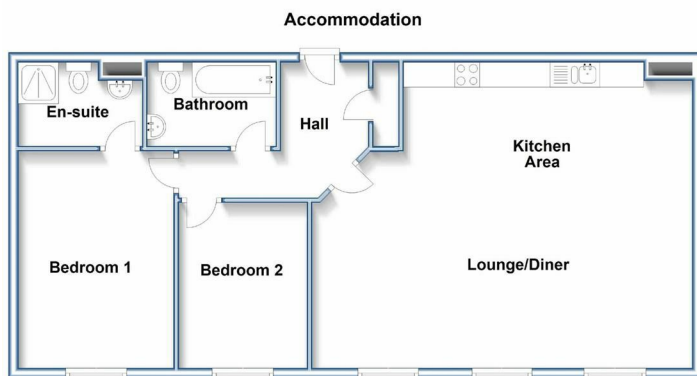 Accommodation
En-suite
Bathroom
Hall
Kitchen
Area
Bedroom 1
Bedroom 2
Lounge/Diner